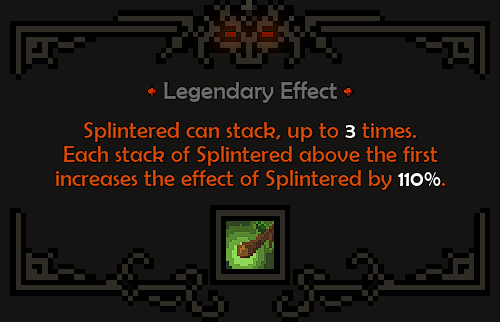 Legendary Effect
Splintered can stack, up to 3 times.
Each stack of Splintered above the first
increases the effect of Splintered by 110%.